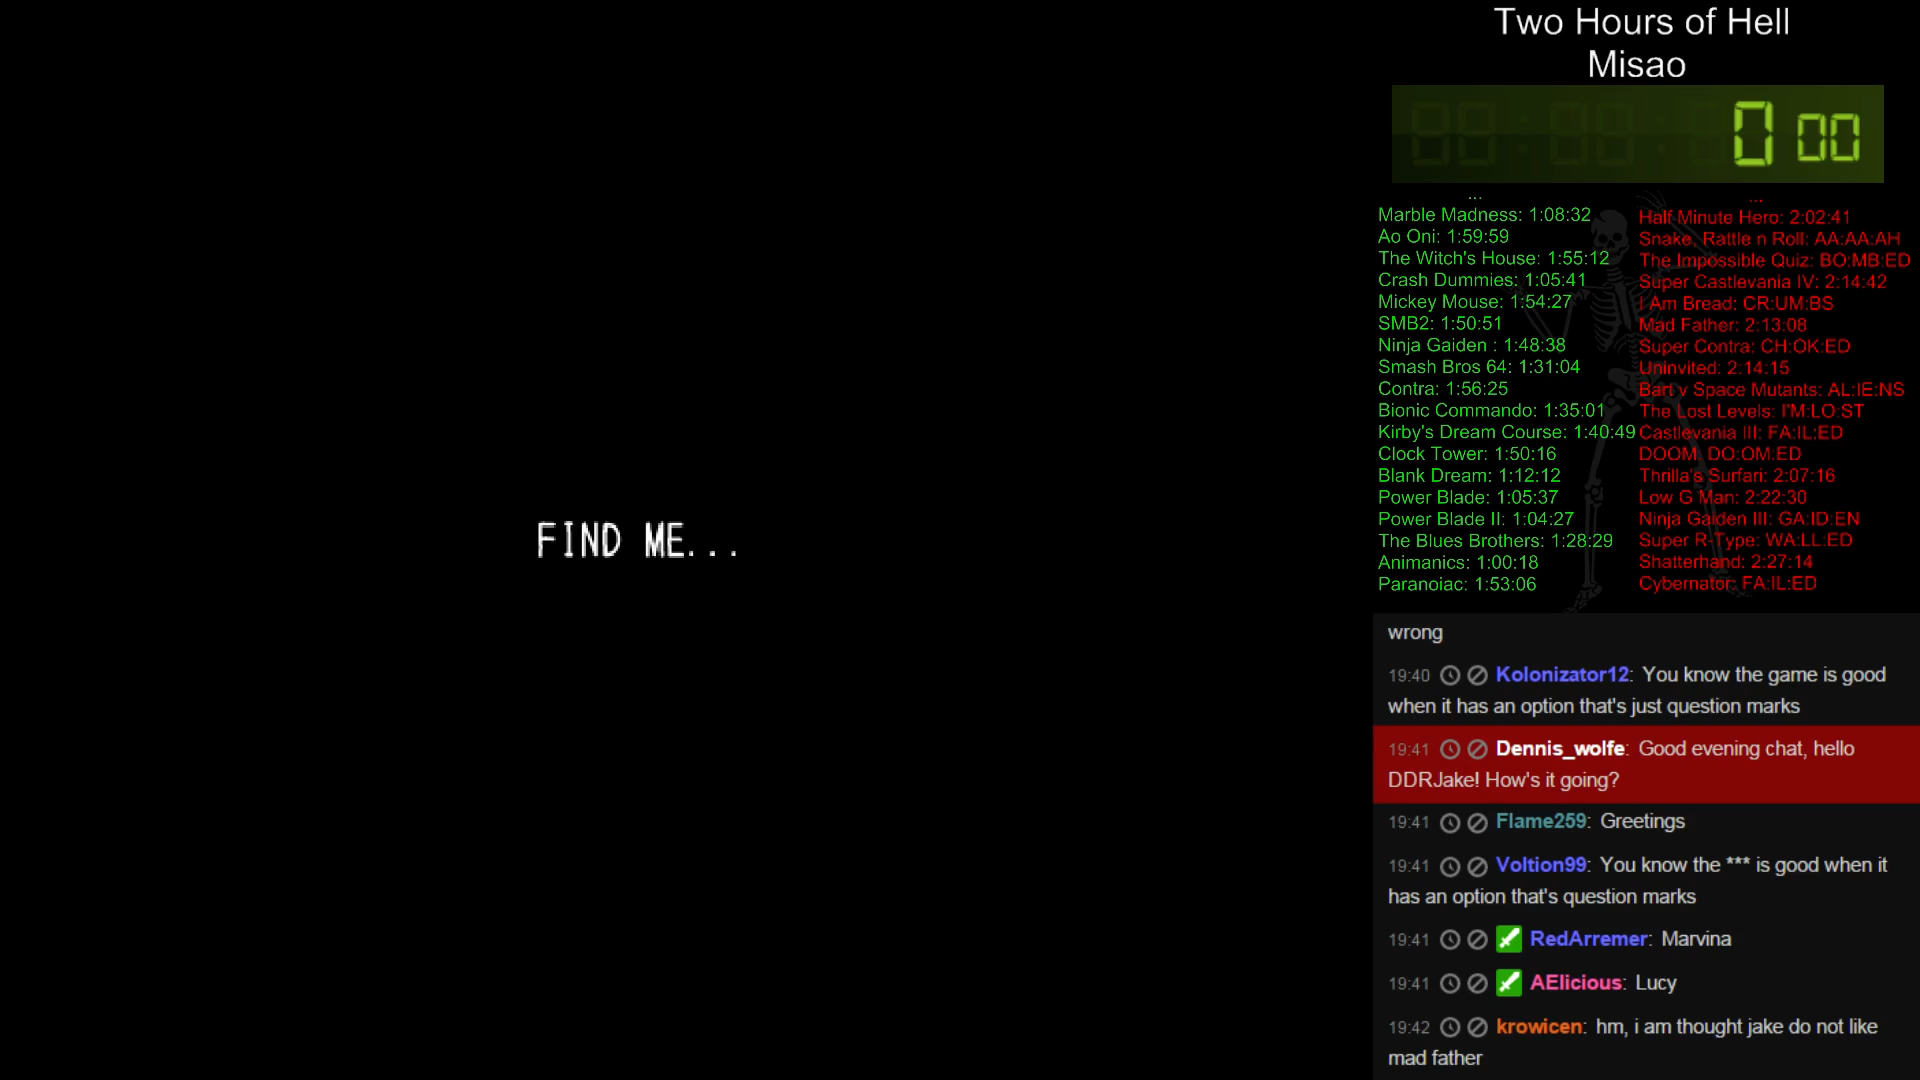 FIND ME...
Two Hours of Hell
Misao
0 00
...
Marble Madness: 1:08:32
Ao Oni: 1:59:59
The Witch's House: 1:55:12
Crash Dummies: 1:05:41
Mickey Mouse: 1:54:27
SMB2: 1:50:51
Ninja Gaiden : 1:48:38
Smash Bros 64: 1:31:04
Contra: 1:56:25
Bionic Commando: 1:35:01
Kirby's Dream Course: 1:40:49
Clock Tower: 1:50:16
Blank Dream: 1:12:12
Power Blade: 1:05:37
Power Blade II: 1:04:27
The Blues Brothers: 1:28:29
Animanics: 1:00:18
Paranoiac: 1:53:06
...
Half Minute Hero: 2:02:41
Snake, Rattle n Roll: AA:AA:AH
The Impossible Quiz: BO:MB:ED
Super Castlevania IV: 2:14:42
I Am Bread: CR:UM:BS
Mad Father: 2:13:08
Super Contra: CH:OK:ED
Uninvited: 2:14:15
Bart v Space Mutants: AL:IE:NS
The Lost Levels: I'M:LO:ST
Castlevania III: FA:IL:ED
DOOM: DO:OM:ED
Thrilla's Surfari: 2:07:16
Low G Man: 2:22:30
Ninja Gaiden III: GA:ID:EN
Super R-Type: WA:LL:ED
Shatterhand: 2:27:14
Cybernator: FA:IL:ED
wrong
19:40 Kolonizator12: You know the game is good
when it has an option that's just question marks
19:41 Dennis_wolfe: Good evening chat, hello
DDRJake! How's it going?
19:41 Flame259: Greetings
19:41 Voltion99: You know the *** is good when it
has an option that's question marks
19:41 RedArremer: Marvina
19:41 AElicious: Lucy
19:42 krowicen: hm, i am thought jake do not like
mad father